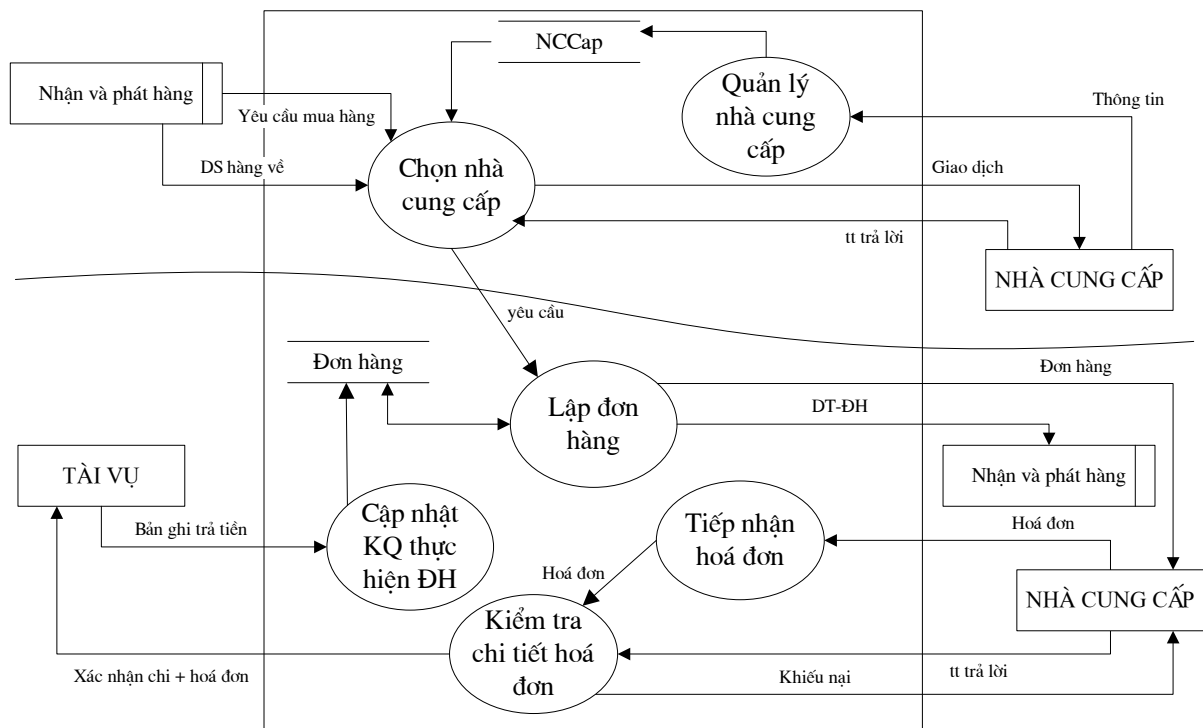 NCCap
Nhận và phát hàng
Quản lý
nhà cung
cấp
Thông tin
Yêu cầu mua hàng
DS hàng về
Chọn nhà
cung cấp
Giao dịch
tt trả lời
NHÀ CUNG CẤP
yêu cầu
Đơn hàng
Đơn hàng
Lập đơn
hàng
DT-ĐH
Nhận và phát hàng
TÀI VỤ
Bản ghi trả tiền
Cập nhật
KQ thực
hiện ĐH
Tiếp nhận
hoá đơn
Hoá đơn
Hoá đơn
NHÀ CUNG CẤP
Kiểm tra
chi tiết hoá
đơn
Xác nhận chi + hoá đơn
Khiếu nại
tt trả lời